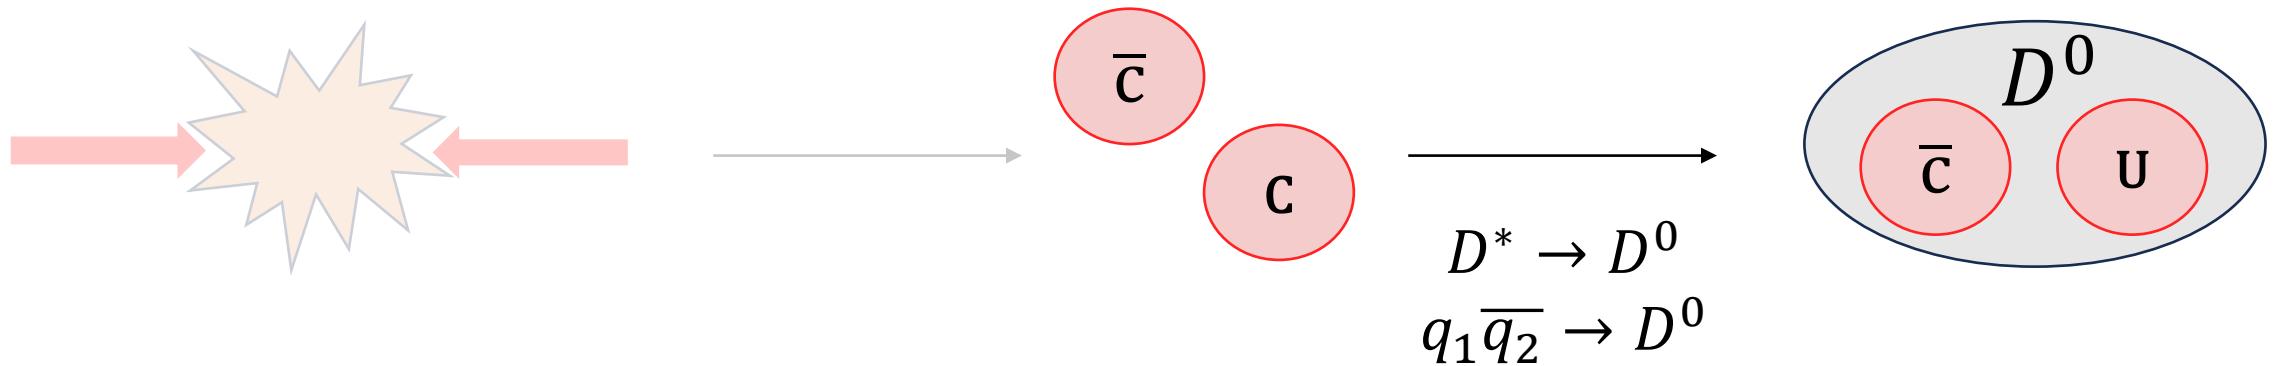 c̅
c
D* → D⁰
q₁q̅₂ → D⁰
D⁰
c̅
u